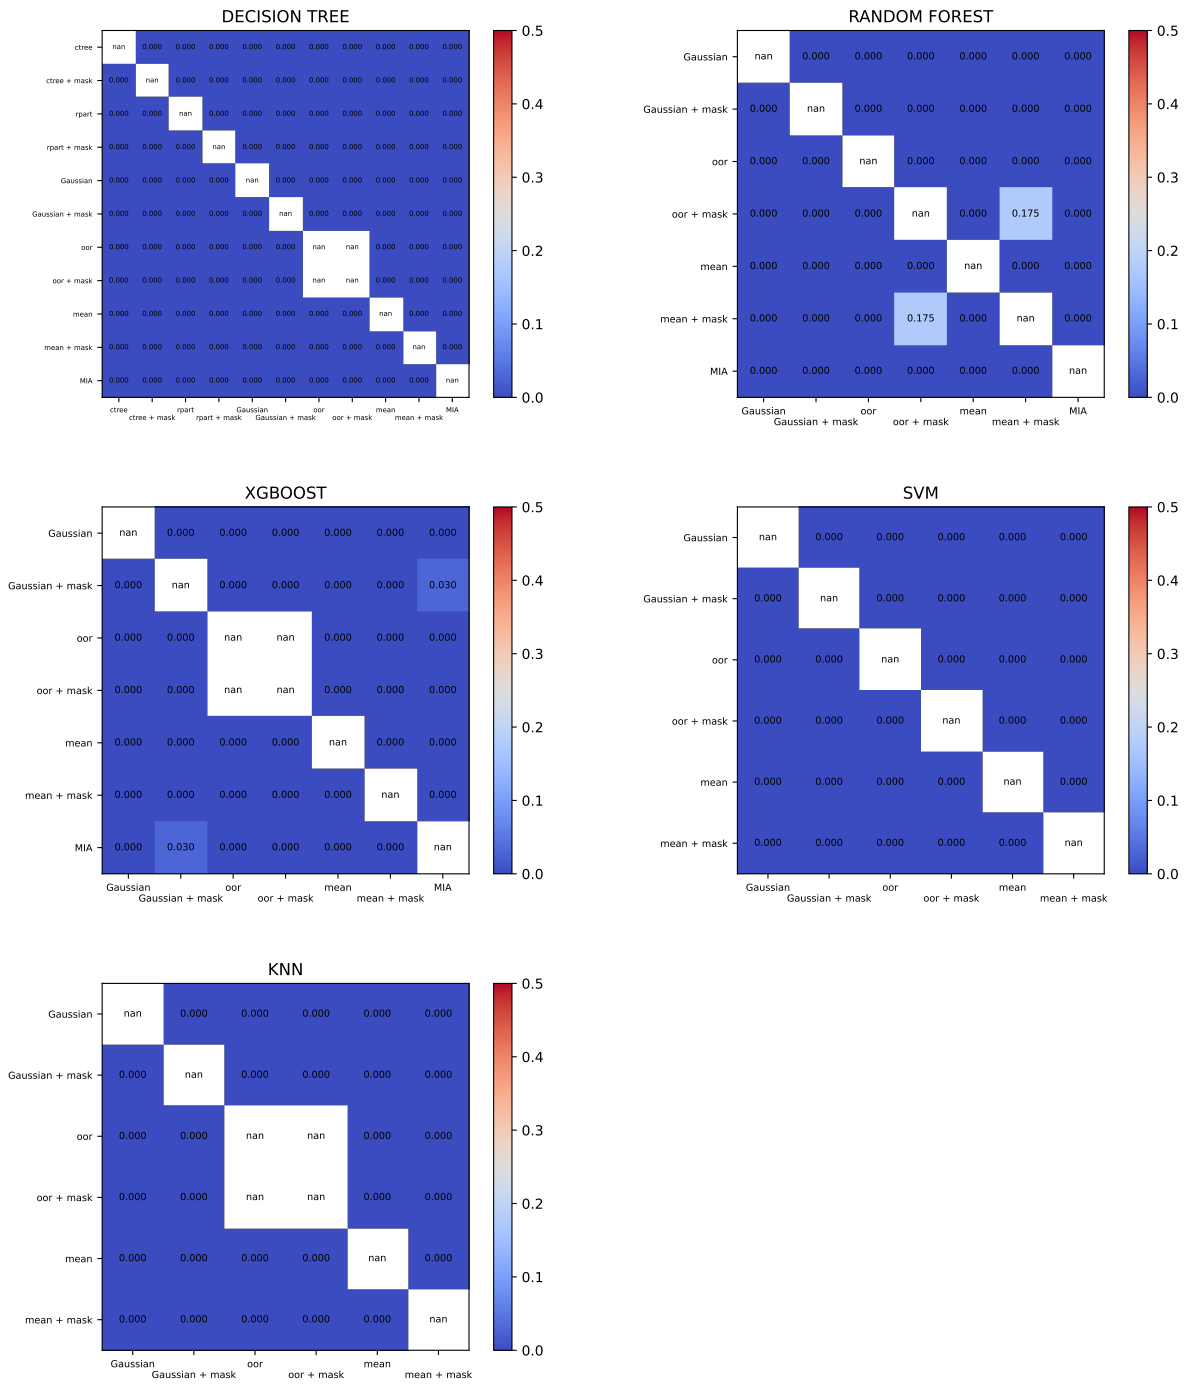 DECISION TREE
ctree nan 0.000 0.000 0.000 0.000 0.000 0.000 0.000 0.000 0.000 0.000
ctree + mask 0.000 nan 0.000 0.000 0.000 0.000 0.000 0.000 0.000 0.000 0.000
rpart 0.000 0.000 nan 0.000 0.000 0.000 0.000 0.000 0.000 0.000 0.000
rpart + mask 0.000 0.000 0.000 nan 0.000 0.000 0.000 0.000 0.000 0.000 0.000
Gaussian 0.000 0.000 0.000 0.000 nan 0.000 0.000 0.000 0.000 0.000 0.000
Gaussian + mask 0.000 0.000 0.000 0.000 0.000 nan 0.000 0.000 0.000 0.000 0.000
oor 0.000 0.000 0.000 0.000 0.000 0.000 nan nan 0.000 0.000 0.000
oor + mask 0.000 0.000 0.000 0.000 0.000 0.000 nan nan 0.000 0.000 0.000
mean 0.000 0.000 0.000 0.000 0.000 0.000 0.000 0.000 nan 0.000 0.000
mean + mask 0.000 0.000 0.000 0.000 0.000 0.000 0.000 0.000 0.000 nan 0.000
MIA 0.000 0.000 0.000 0.000 0.000 0.000 0.000 0.000 0.000 0.000 nan
ctree rpart Gaussian oor mean MIA
ctree + mask rpart + mask Gaussian + mask oor + mask mean + mask
0.5
0.4
0.3
0.2
0.1
0.0
RANDOM FOREST
Gaussian nan 0.000 0.000 0.000 0.000 0.000 0.000
Gaussian + mask 0.000 nan 0.000 0.000 0.000 0.000 0.000
oor 0.000 0.000 nan 0.000 0.000 0.000 0.000
oor + mask 0.000 0.000 0.000 nan 0.000 0.175 0.000
mean 0.000 0.000 0.000 0.000 nan 0.000 0.000
mean + mask 0.000 0.000 0.000 0.175 0.000 nan 0.000
MIA 0.000 0.000 0.000 0.000 0.000 0.000 nan
Gaussian oor mean MIA
Gaussian + mask oor + mask mean + mask
0.5
0.4
0.3
0.2
0.1
0.0
XGBOOST
Gaussian nan 0.000 0.000 0.000 0.000 0.000 0.000
Gaussian + mask 0.000 nan 0.000 0.000 0.000 0.000 0.030
oor 0.000 0.000 nan nan 0.000 0.000 0.000
oor + mask 0.000 0.000 nan nan 0.000 0.000 0.000
mean 0.000 0.000 0.000 0.000 nan 0.000 0.000
mean + mask 0.000 0.000 0.000 0.000 0.000 nan 0.000
MIA 0.000 0.030 0.000 0.000 0.000 0.000 nan
Gaussian oor mean MIA
Gaussian + mask oor + mask mean + mask
0.5
0.4
0.3
0.2
0.1
0.0
SVM
Gaussian nan 0.000 0.000 0.000 0.000 0.000
Gaussian + mask 0.000 nan 0.000 0.000 0.000 0.000
oor 0.000 0.000 nan 0.000 0.000 0.000
oor + mask 0.000 0.000 0.000 nan 0.000 0.000
mean 0.000 0.000 0.000 0.000 nan 0.000
mean + mask 0.000 0.000 0.000 0.000 0.000 nan
Gaussian oor mean
Gaussian + mask oor + mask mean + mask
0.5
0.4
0.3
0.2
0.1
0.0
KNN
Gaussian nan 0.000 0.000 0.000 0.000 0.000
Gaussian + mask 0.000 nan 0.000 0.000 0.000 0.000
oor 0.000 0.000 nan nan 0.000 0.000
oor + mask 0.000 0.000 nan nan 0.000 0.000
mean 0.000 0.000 0.000 0.000 nan 0.000
mean + mask 0.000 0.000 0.000 0.000 0.000 nan
Gaussian oor mean
Gaussian + mask oor + mask mean + mask
0.5
0.4
0.3
0.2
0.1
0.0